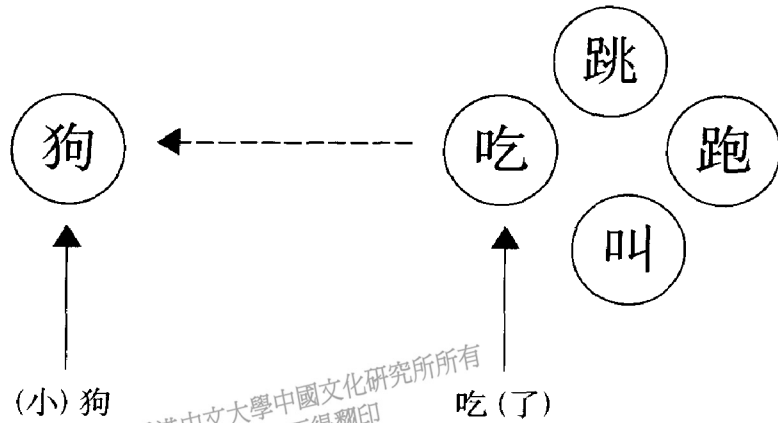 跳
狗
吃
跑
叫
(小) 狗
吃 (了)
港中文大學中國文化研究所所有